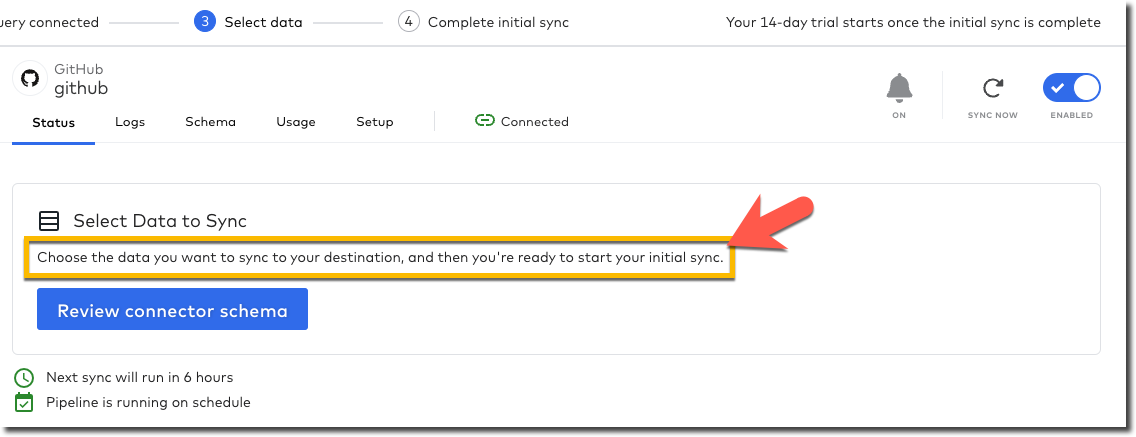 uery connected
3 Select data
4 Complete initial sync
Your 14-day trial starts once the initial sync is complete
GitHub
github
ON
SYNC NOW
ENABLED
Status Logs Schema Usage Setup Connected
Select Data to Sync
Choose the data you want to sync to your destination, and then you're ready to start your initial sync.
Review connector schema
Next sync will run in 6 hours
Pipeline is running on schedule